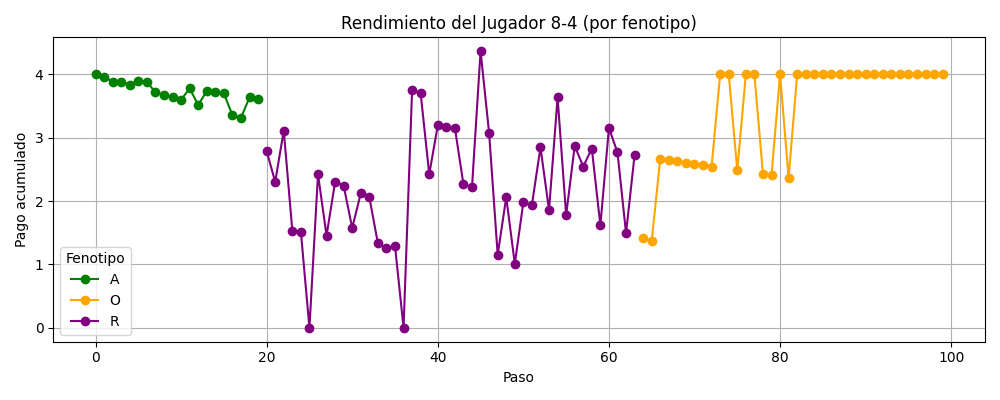 Rendimiento del Jugador 8-4 (por fenotipo)
Pago acumulado
4
3
2
1
0
Fenotipo
A
O
R
0 20 40 60 80 100
Paso